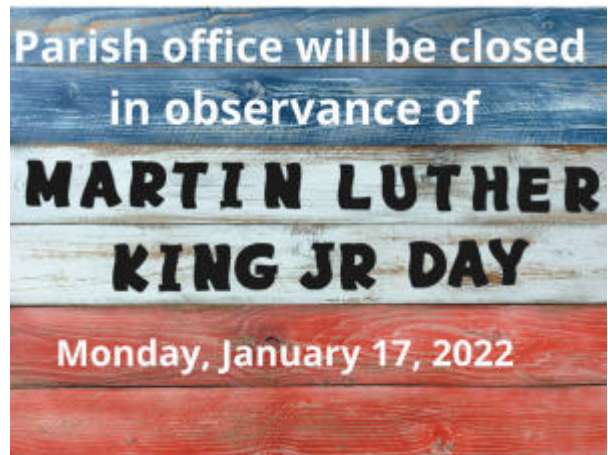 Parish office will be closed
in observance of
MARTIN LUTHER
KING JR DAY
Monday, January 17, 2022